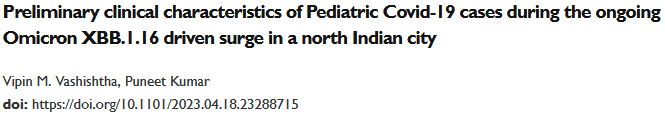 Preliminary clinical characteristics of Pediatric Covid-19 cases during the ongoing
Omicron XBB.1.16 driven surge in a north Indian city
Vipin M. Vashishtha, Puneet Kumar
doi: https://doi.org/10.1101/2023.04.18.23288715